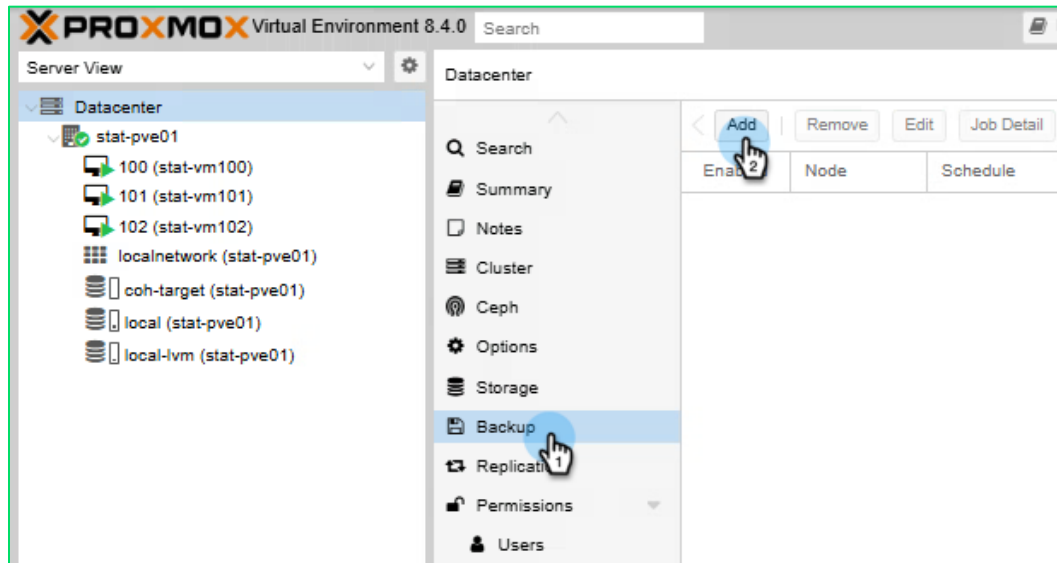 PROXMOX Virtual Environment 8.4.0 Search
Server View
Datacenter
stat-pve01
100 (stat-vm100)
101 (stat-vm101)
102 (stat-vm102)
localnetwork (stat-pve01)
coh-target (stat-pve01)
local (stat-pve01)
local-lvm (stat-pve01)
Datacenter
Search
Summary
Notes
Cluster
Ceph
Options
Storage
Backup
1
Permissions
Users
Add Remove Edit Job Detail
2
Node Schedule